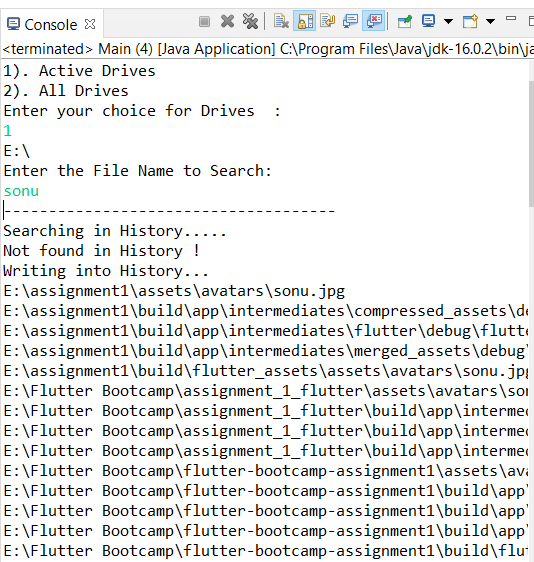 Console
<terminated> Main (4) [Java Application] C:\Program Files\Java\jdk-16.0.2\bin\ja
1). Active Drives
2). All Drives
Enter your choice for Drives  :
1
E:\
Enter the File Name to Search:
sonu
-------------------------------------
Searching in History.....
Not found in History !
Writing into History...
E:\assignment1\assets\avatars\sonu.jpg
E:\assignment1\build\app\intermediates\compressed_assets\de
E:\assignment1\build\app\intermediates\flutter\debug\flutte
E:\assignment1\build\app\intermediates\merged_assets\debug\
E:\assignment1\build\flutter_assets\assets\avatars\sonu.jpg
E:\Flutter Bootcamp\assignment_1_flutter\assets\avatars\son
E:\Flutter Bootcamp\assignment_1_flutter\build\app\intermed
E:\Flutter Bootcamp\assignment_1_flutter\build\app\intermed
E:\Flutter Bootcamp\assignment_1_flutter\build\app\intermed
E:\Flutter Bootcamp\flutter-bootcamp-assignment1\assets\ava
E:\Flutter Bootcamp\flutter-bootcamp-assignment1\build\app\
E:\Flutter Bootcamp\flutter-bootcamp-assignment1\build\app\
E:\Flutter Bootcamp\flutter-bootcamp-assignment1\build\app\
E:\Flutter Bootcamp\flutter-bootcamp-assignment1\build\flut